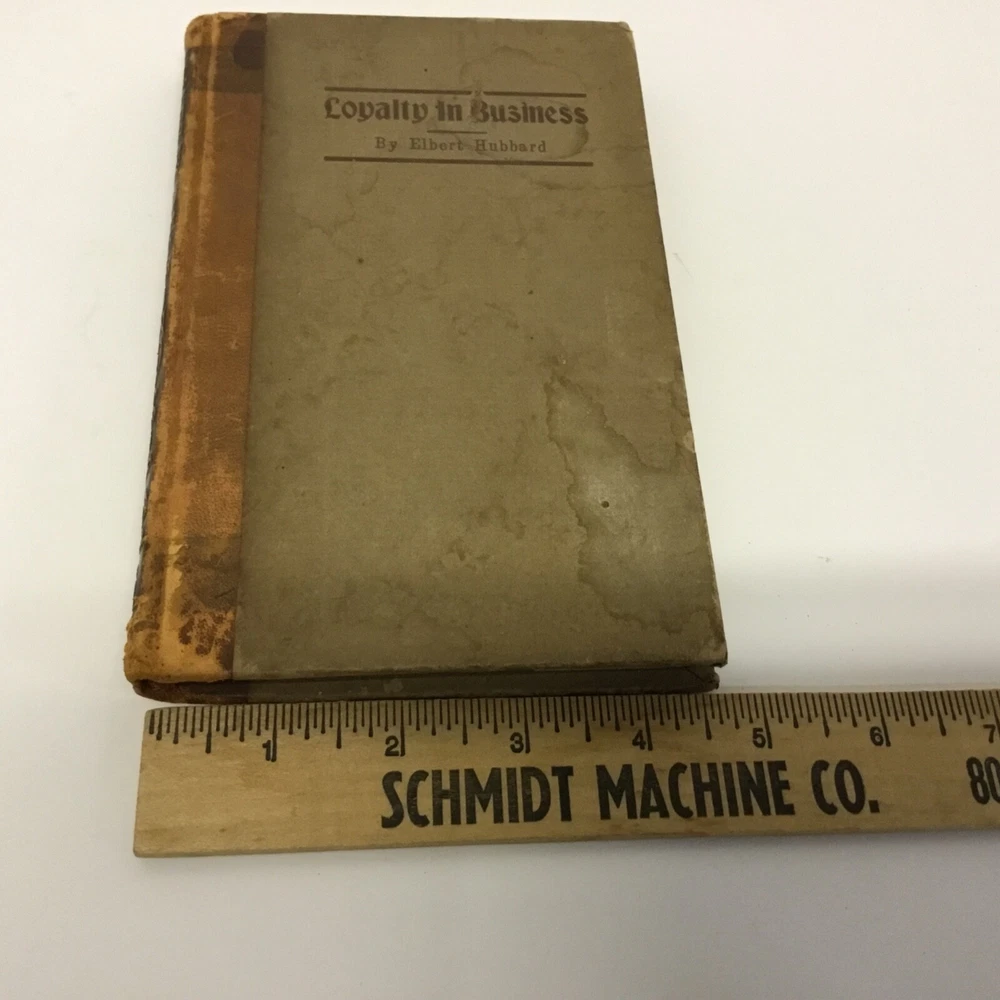 Loyalty in Business
By Elbert Hubbard
1 2 3 4 5 6 7
SCHMIDT MACHINE CO. 80